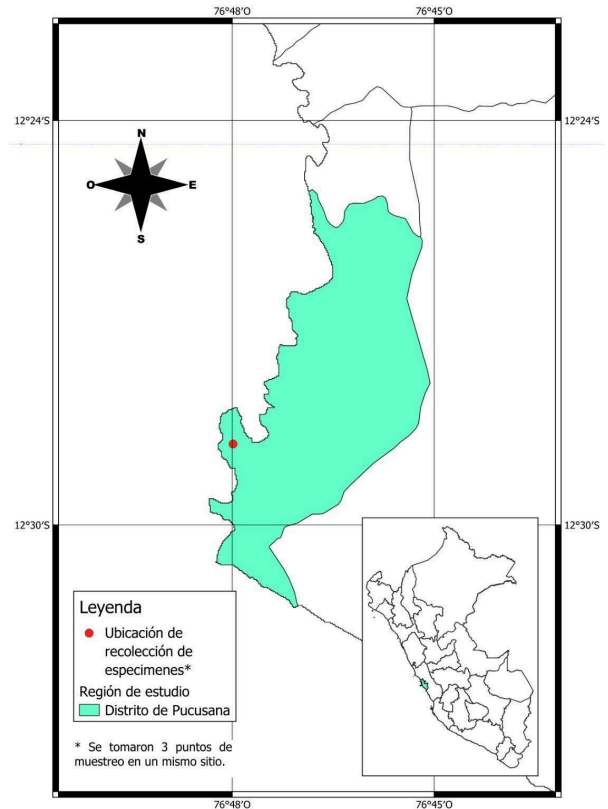 76°48'O 76°45'O
12°24'S 12°24'S
N
O E
S
12°30'S 12°30'S
Leyenda
Ubicación de
recolección de
especimenes*
Región de estudio
Distrito de Pucusana
* Se tomaron 3 puntos de
muestreo en un mismo sitio.
76°48'O 76°45'O